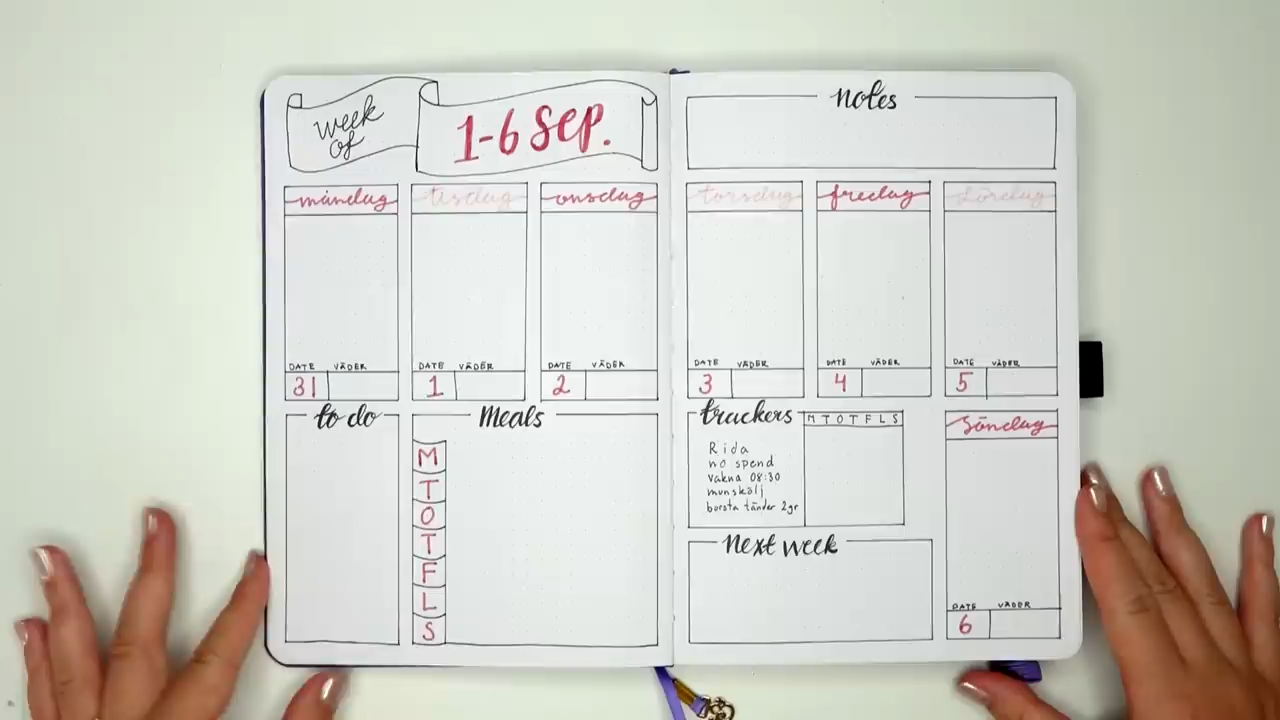 week
of
1-6 Sep.
notes
måndag
tisdag
onsdag
torsdag
fredag
Lördag
DATE VÄDER
31
DATE VÄDER
1
DATE VÄDER
2
DATE VÄDER
3
DATE VÄDER
4
DATE VÄDER
5
to do
Meals
M
T
O
T
F
L
S
trackers
M T O T F L S
Rida
no spend
vakna 08:30
munskölj
borsta tänder 2gr
next week
Söndag
DATE VÄDER
6